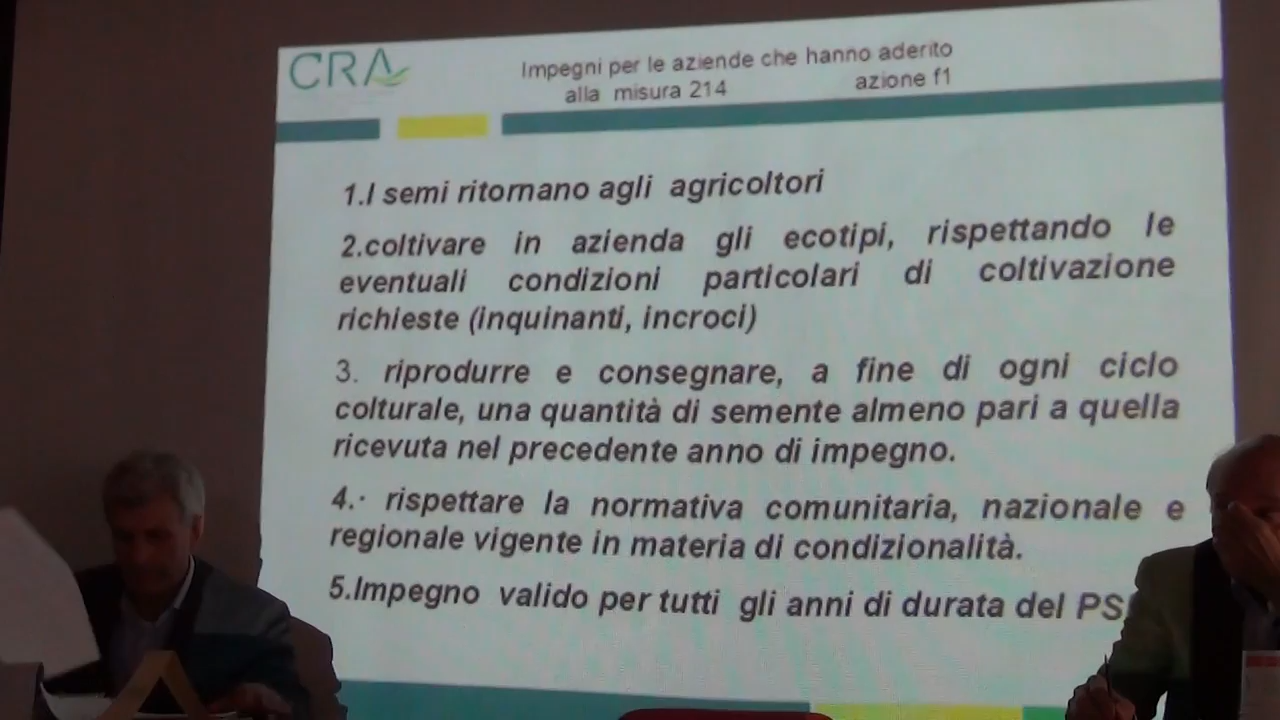 CRA
Impegni per le aziende che hanno aderito
alla misura 214 azione f1
1.I semi ritornano agli agricoltori
2.coltivare in azienda gli ecotipi, rispettando le
eventuali condizioni particolari di coltivazione
richieste (inquinanti, incroci)
3. riprodurre e consegnare, a fine di ogni ciclo
colturale, una quantità di semente almeno pari a quella
ricevuta nel precedente anno di impegno.
4.· rispettare la normativa comunitaria, nazionale e
regionale vigente in materia di condizionalità.
5.Impegno valido per tutti gli anni di durata del